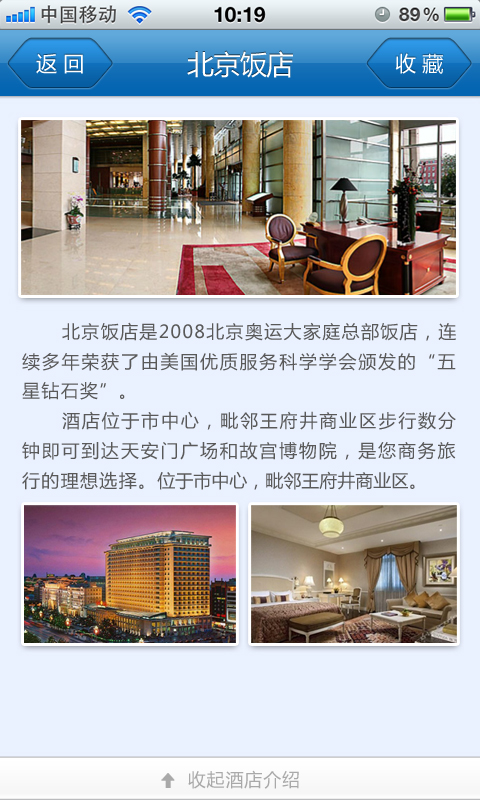 中国移动 10:19 89%
返回 北京饭店 收藏
北京饭店是2008北京奥运大家庭总部饭店，连
续多年荣获了由美国优质服务科学学会颁发的“五
星钻石奖”。
酒店位于市中心，毗邻王府井商业区步行数分
钟即可到达天安门广场和故宫博物院，是您商务旅
行的理想选择。位于市中心，毗邻王府井商业区。
收起酒店介绍